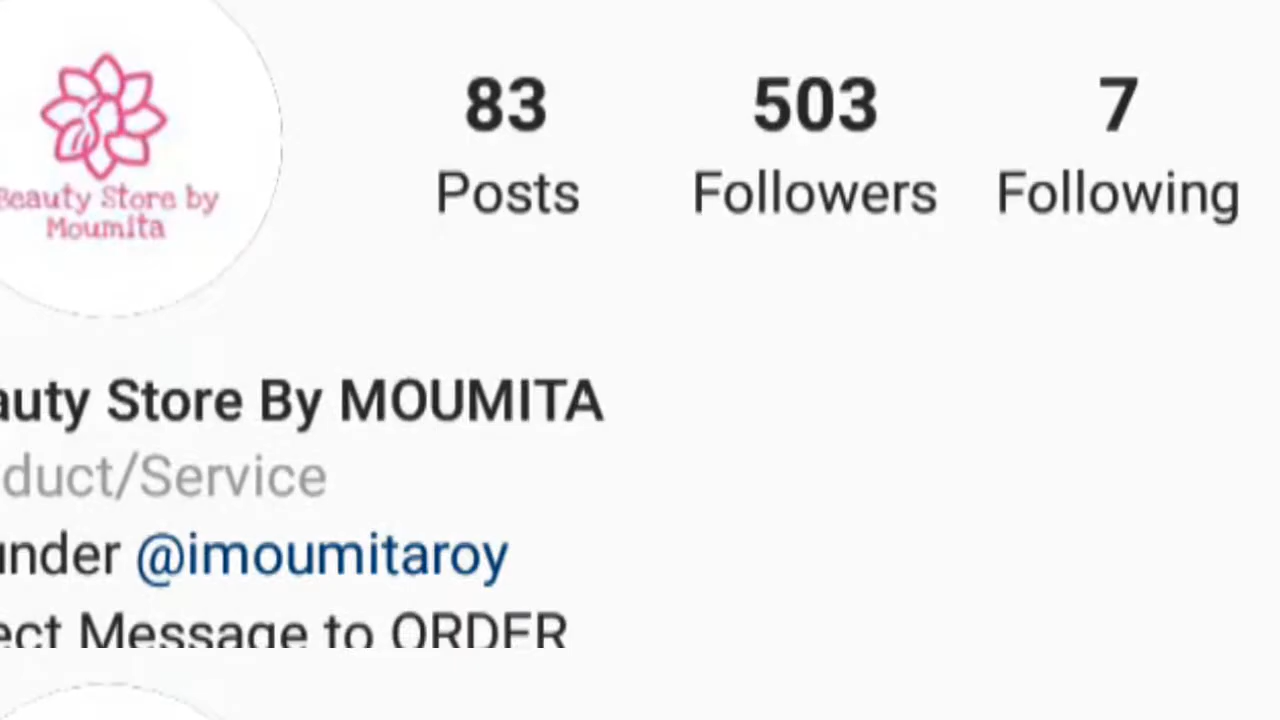 83 503 7
Posts Followers Following
Beauty Store by
Moumita
auty Store By MOUMITA
duct/Service
under @imoumitaroy
ect Message to ORDER